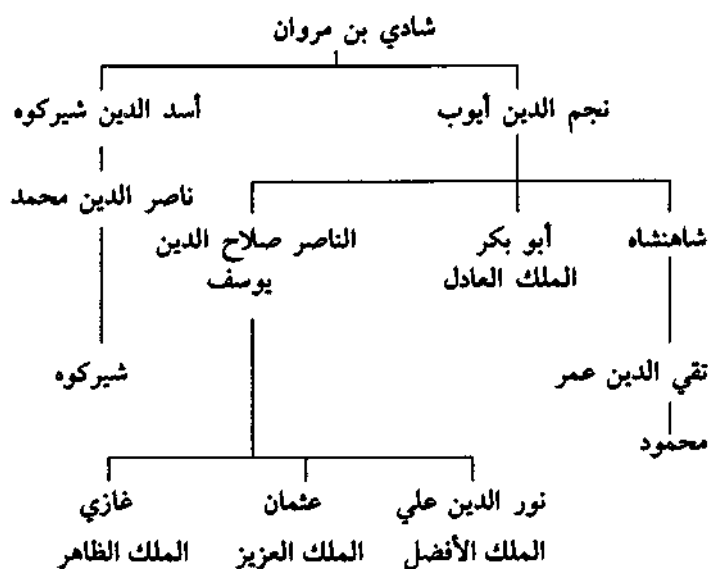 شادي بن مروان
نجم الدين أيوب
أسد الدين شيركوه
ناصر الدين محمد
شاهنشاه
أبو بكر
الملك العادل
الناصر صلاح الدين
يوسف
تقي الدين عمر
شيركوه
محمود
نور الدين علي
الملك الأفضل
عثمان
الملك العزيز
غازي
الملك الظاهر